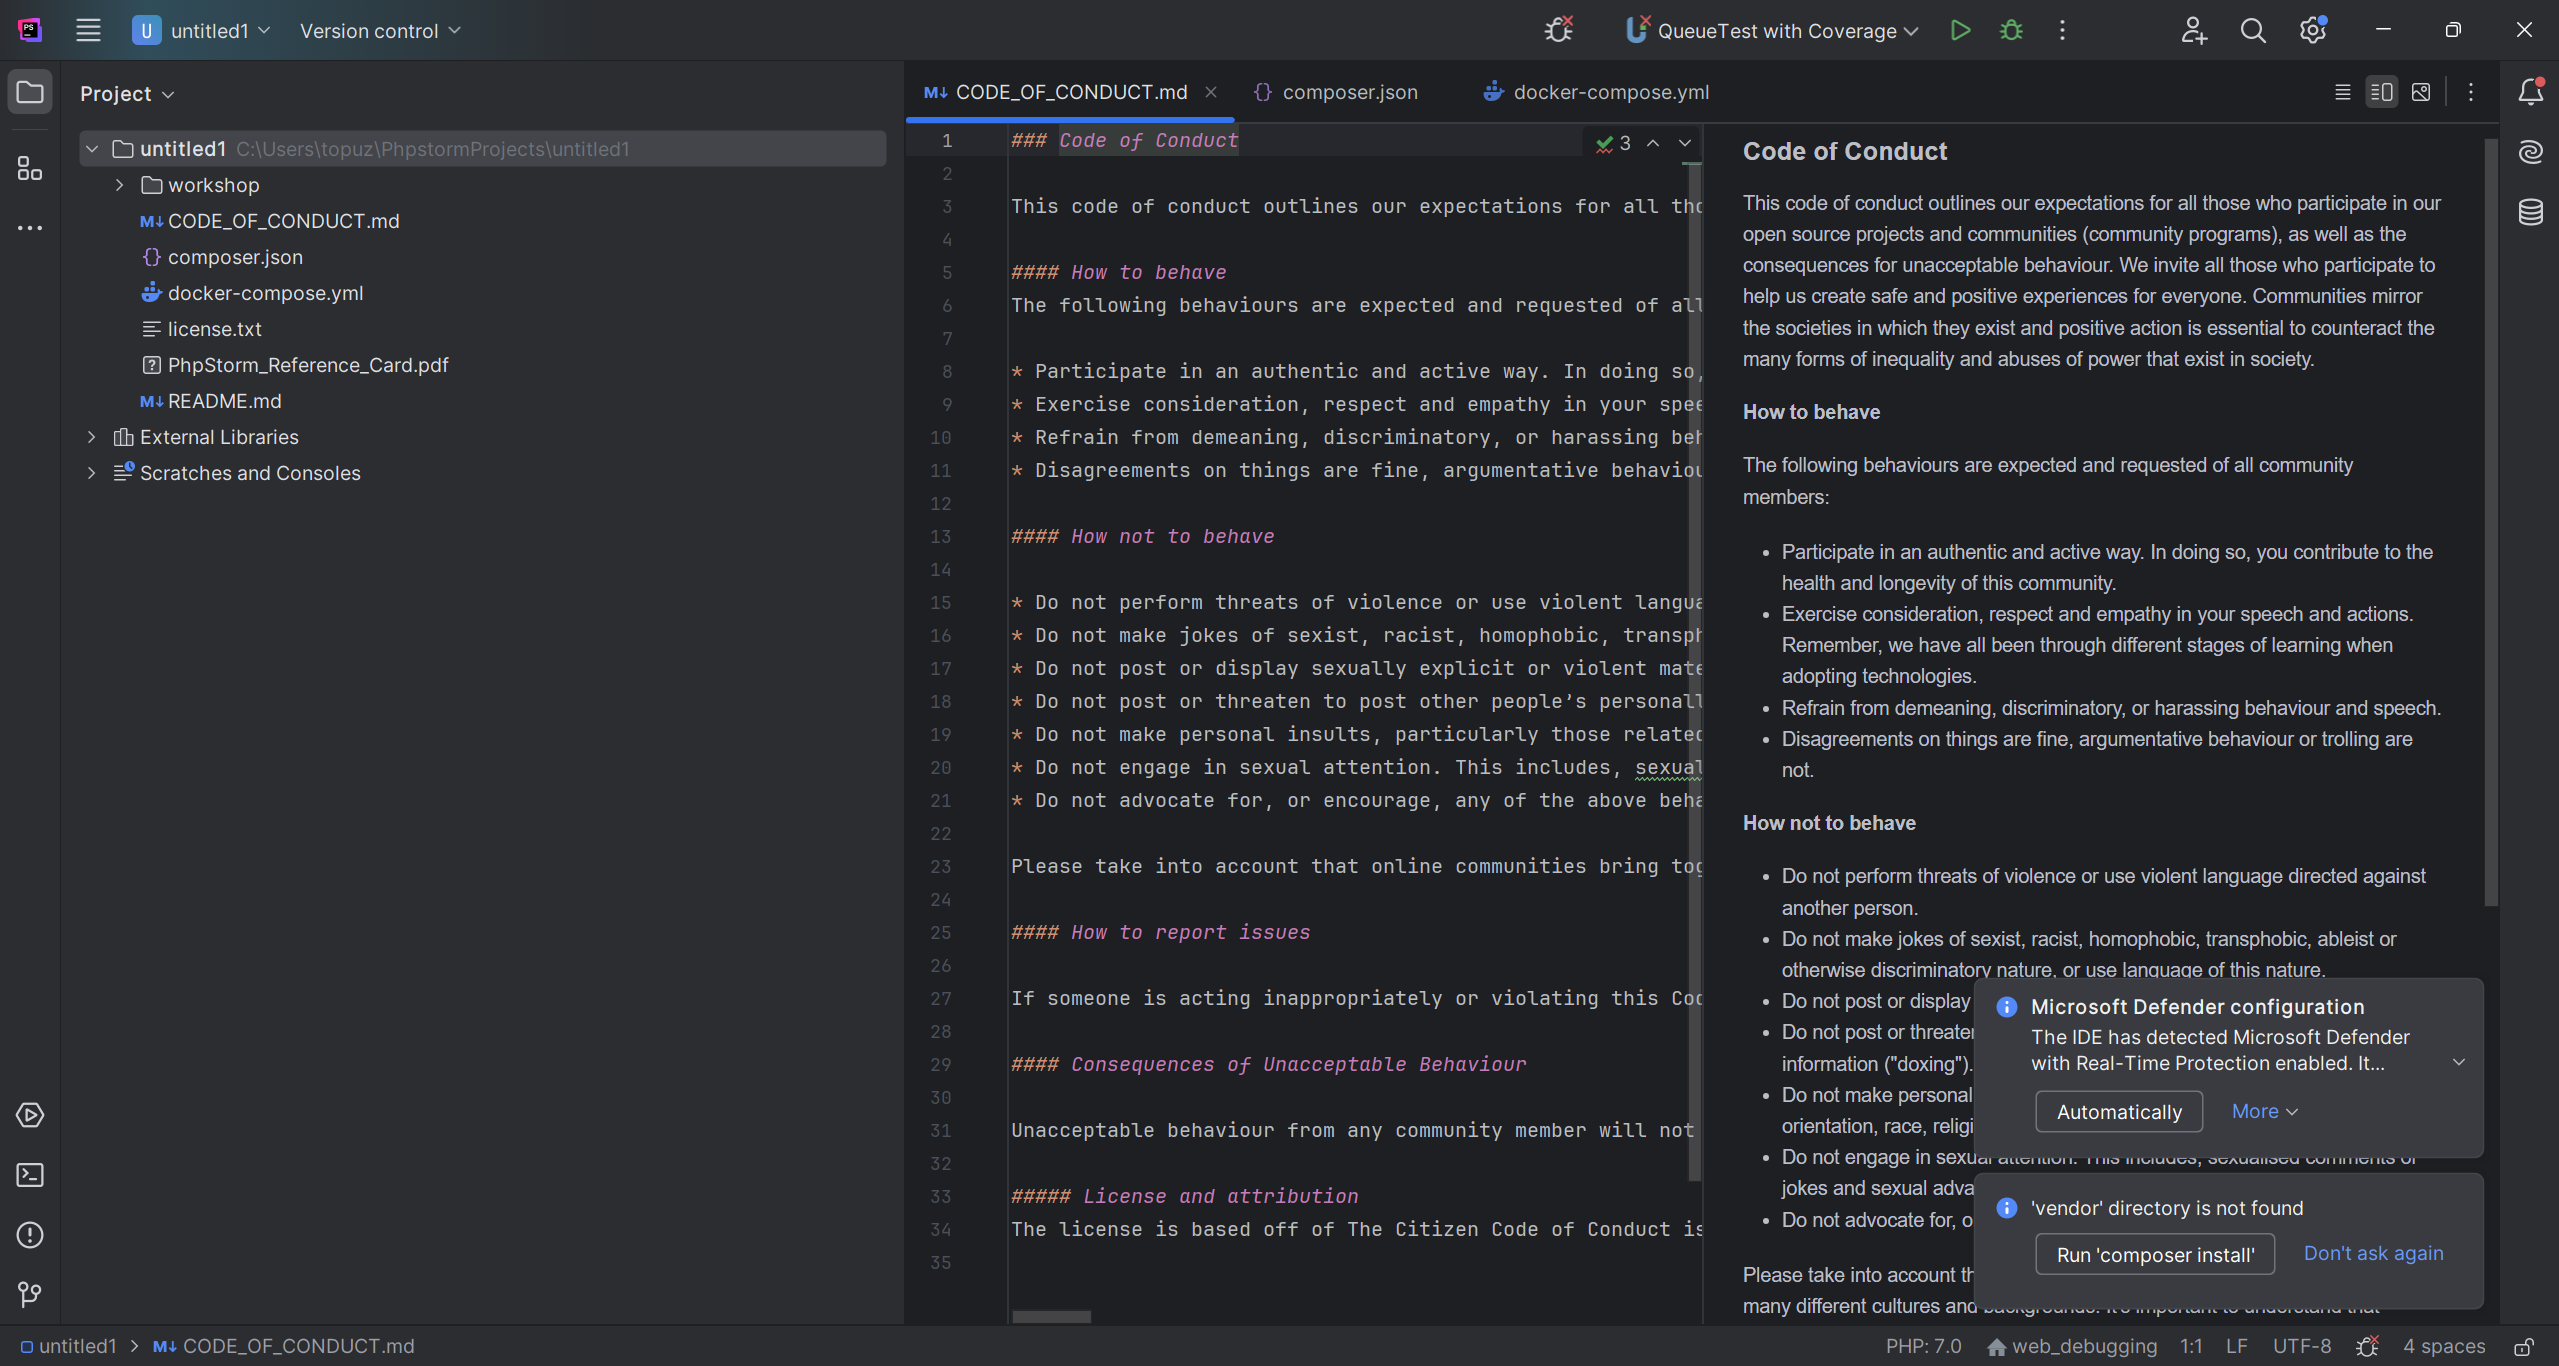 untitled1
Version control
QueueTest with Coverage
Project
untitled1 C:\Users\topuz\PhpstormProjects\untitled1
workshop
CODE_OF_CONDUCT.md
composer.json
docker-compose.yml
license.txt
PhpStorm_Reference_Card.pdf
README.md
External Libraries
Scratches and Consoles
CODE_OF_CONDUCT.md
composer.json
docker-compose.yml
3
1 ### Code of Conduct
2
3 This code of conduct outlines our expectations for all
4
5 #### How to behave
6 The following behaviours are expected and requested of all
7
8 * Participate in an authentic and active way. In doing so,
9 * Exercise consideration, respect and empathy in your
10 * Refrain from demeaning, discriminatory, or harassing
11 * Disagreements on things are fine, argumentative
12
13 #### How not to behave
14
15 * Do not perform threats of violence or use violent
16 * Do not make jokes of sexist, racist, homophobic,
17 * Do not post or display sexually explicit or violent
18 * Do not post or threaten to post other people’s
19 * Do not make personal insults, particularly those
20 * Do not engage in sexual attention. This includes,
21 * Do not advocate for, or encourage, any of the above
22
23 Please take into account that online communities bring
24
25 #### How to report issues
26
27 If someone is acting inappropriately or violating this
28
29 #### Consequences of Unacceptable Behaviour
30
31 Unacceptable behaviour from any community member will not
32
33 ##### License and attribution
34 The license is based off of The Citizen Code of Conduct is
35
Code of Conduct
This code of conduct outlines our expectations for all those who participate in our
open source projects and communities (community programs), as well as the
consequences for unacceptable behaviour. We invite all those who participate to
help us create safe and positive experiences for everyone. Communities mirror
the societies in which they exist and positive action is essential to counteract the
many forms of inequality and abuses of power that exist in society.
How to behave
The following behaviours are expected and requested of all community
members:
• Participate in an authentic and active way. In doing so, you contribute to the
health and longevity of this community.
• Exercise consideration, respect and empathy in your speech and actions.
Remember, we have all been through different stages of learning when
adopting technologies.
• Refrain from demeaning, discriminatory, or harassing behaviour and speech.
• Disagreements on things are fine, argumentative behaviour or trolling are
not.
How not to behave
• Do not perform threats of violence or use violent language directed against
another person.
• Do not make jokes of sexist, racist, homophobic, transphobic, ableist or
otherwise discriminatory nature, or use language of this nature.
• Do not post or display
• Do not post or threaten
information ("doxing").
• Do not make personal
orientation, race,
• Do not engage in sexual attention. This includes, sexualised comments or
jokes and sexual
• Do not advocate for,
Please take into account
many different cultures and backgrounds. It's important to understand that
Microsoft Defender configuration
The IDE has detected Microsoft Defender
with Real-Time Protection enabled. It...
Automatically
More
'vendor' directory is not found
Run 'composer install'
Don't ask again
untitled1
CODE_OF_CONDUCT.md
PHP: 7.0
web_debugging
1:1
LF
UTF-8
4 spaces